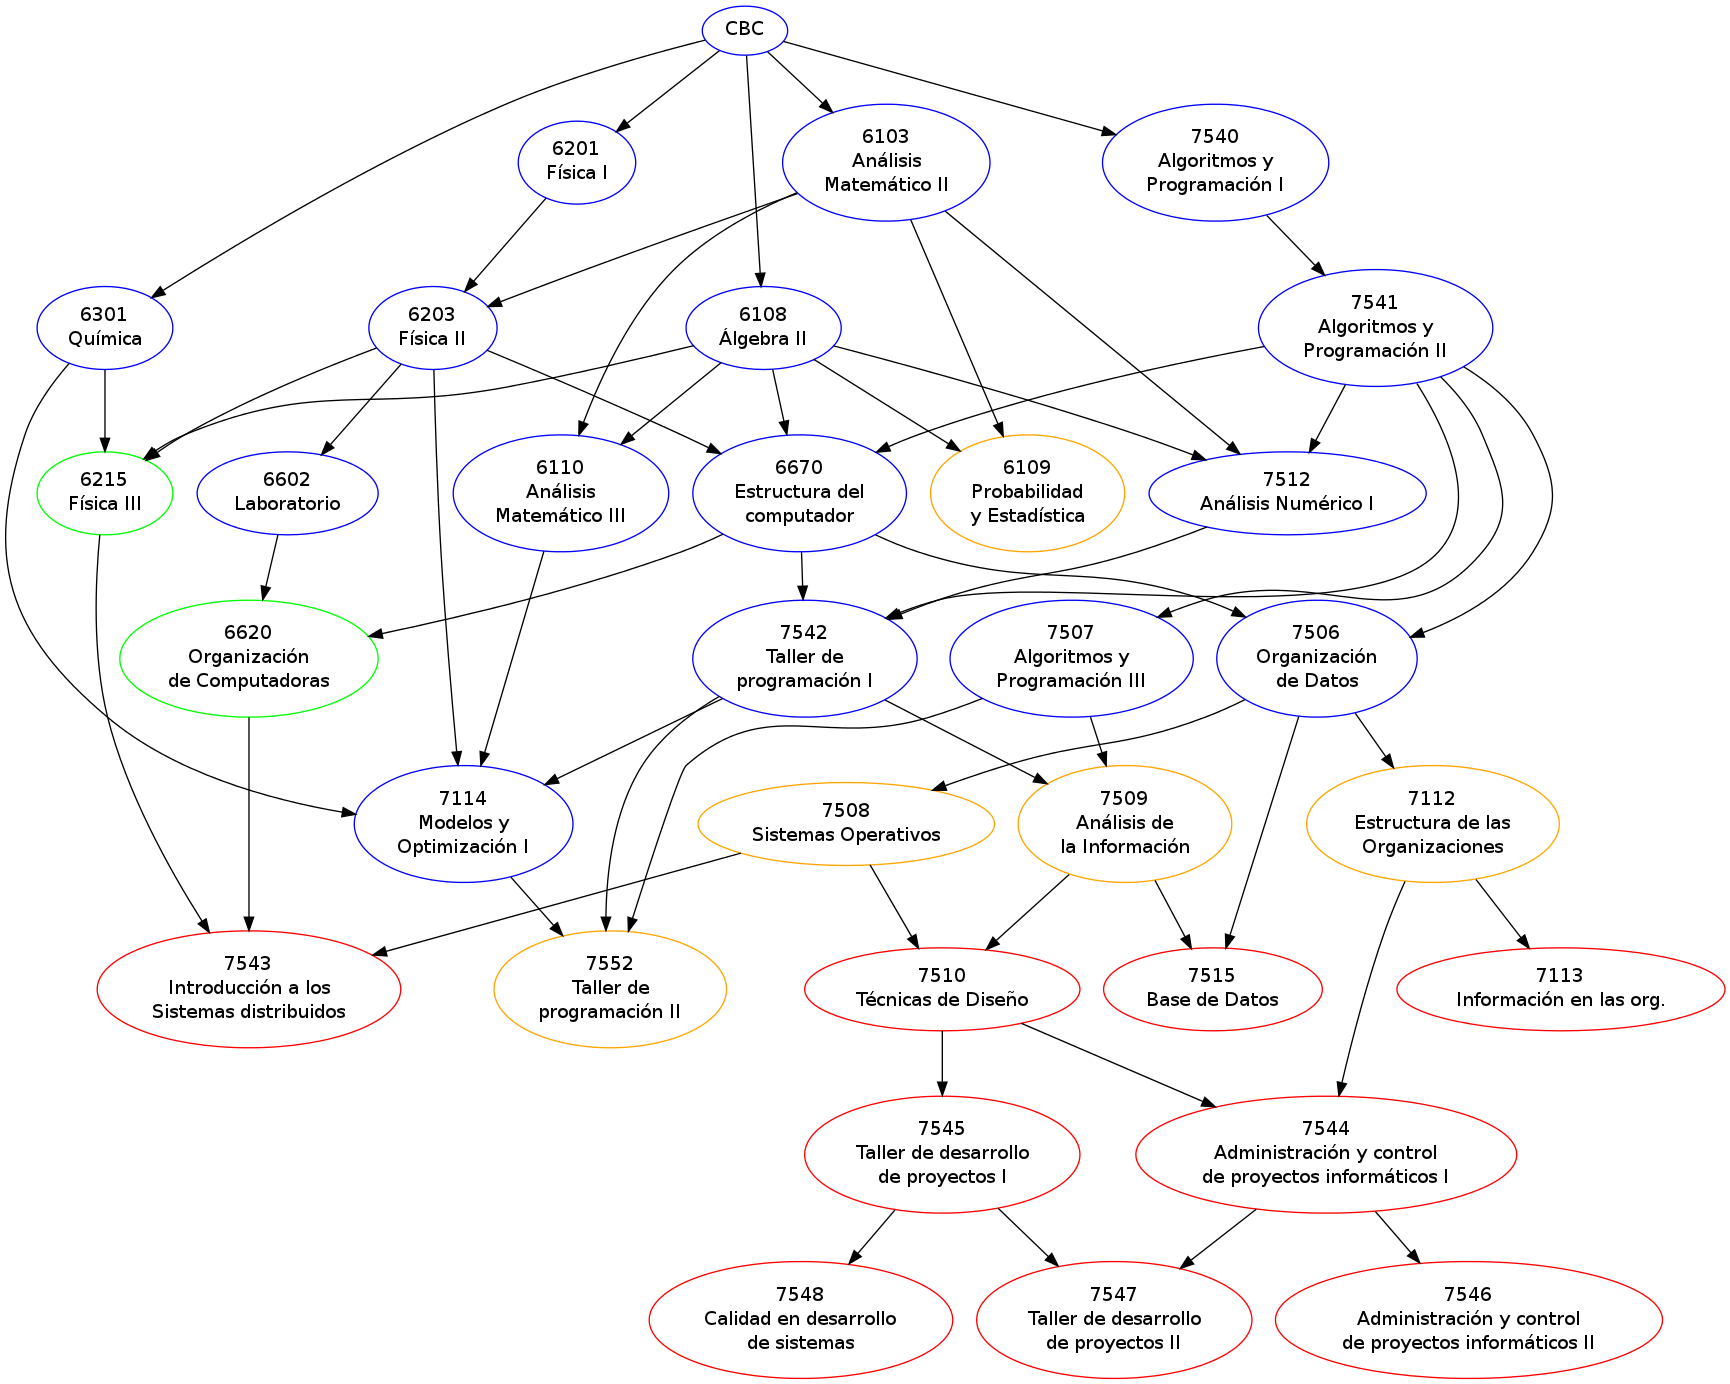 CBC
6201
Física I
6103
Análisis
Matemático II
7540
Algoritmos y
Programación I
6301
Química
6203
Física II
6108
Álgebra II
7541
Algoritmos y
Programación II
6215
Física III
6602
Laboratorio
6110
Análisis
Matemático III
6670
Estructura del
computador
6109
Probabilidad
y Estadística
7512
Análisis Numérico I
6620
Organización
de Computadoras
7542
Taller de
programación I
7507
Algoritmos y
Programación III
7506
Organización
de Datos
7114
Modelos y
Optimización I
7508
Sistemas Operativos
7509
Análisis de
la Información
7112
Estructura de las
Organizaciones
7543
Introducción a los
Sistemas distribuidos
7552
Taller de
programación II
7510
Técnicas de Diseño
7515
Base de Datos
7113
Información en las org.
7545
Taller de desarrollo
de proyectos I
7544
Administración y control
de proyectos informáticos I
7548
Calidad en desarrollo
de sistemas
7547
Taller de desarrollo
de proyectos II
7546
Administración y control
de proyectos informáticos II